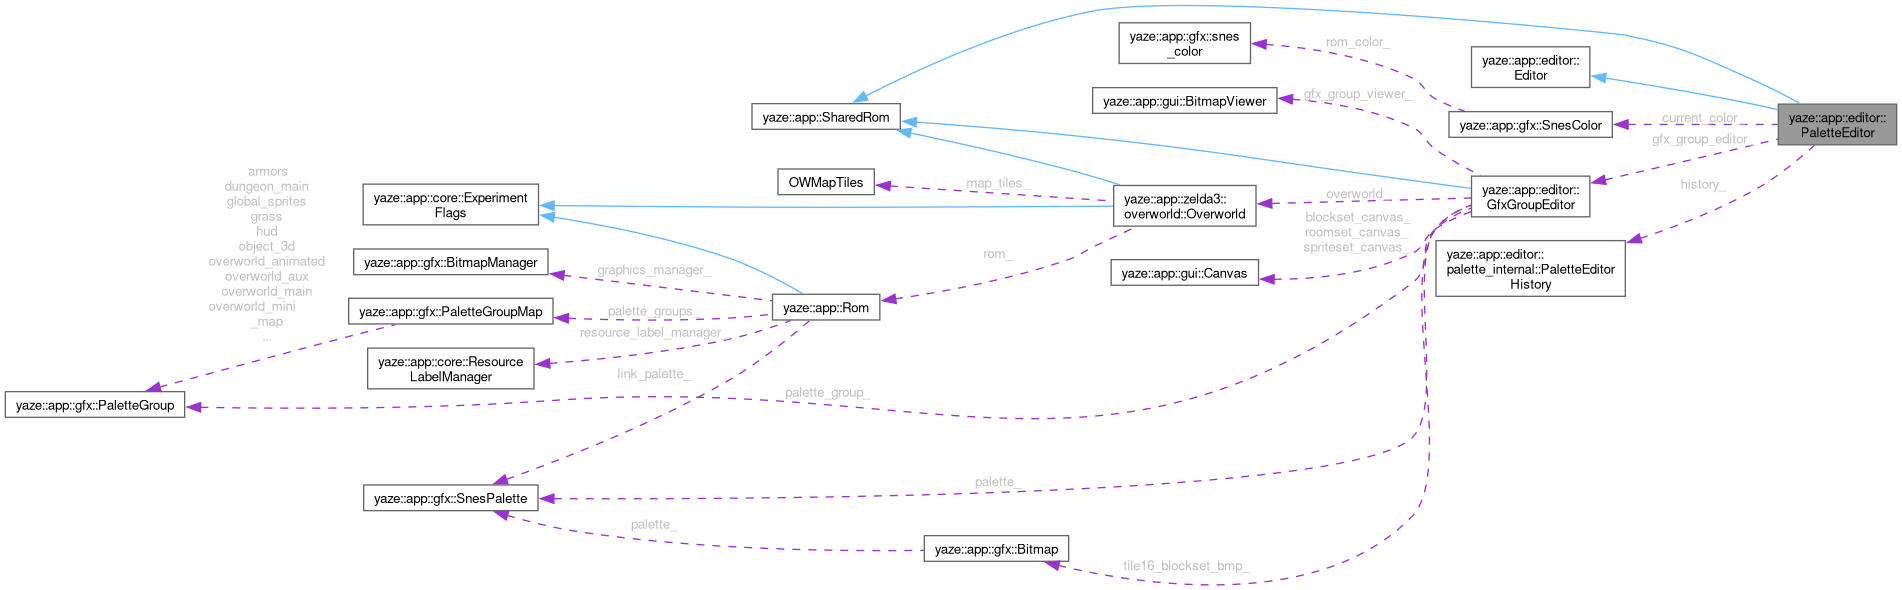 yaze::app::gfx::snes
_color
rom_color_
yaze::app::editor::
Editor
gfx_group_viewer_
yaze::app::gui::BitmapViewer
yaze::app::SharedRom
yaze::app::gfx::SnesColor
current_color_
yaze::app::editor::
PaletteEditor
gfx_group_editor_
armors
dungeon_main
global_sprites
grass
hud
object_3d
overworld_animated
overworld_aux
overworld_main
overworld_mini
_map
...
OWMapTiles
map_tiles_
yaze::app::core::Experiment
Flags
yaze::app::zelda3::
overworld::Overworld
overworld_
yaze::app::editor::
GfxGroupEditor
history_
blockset_canvas_
roomset_canvas_
spriteset_canvas_
yaze::app::gfx::BitmapManager
graphics_manager_
rom_
yaze::app::gui::Canvas
yaze::app::editor::
palette_internal::PaletteEditor
History
yaze::app::gfx::PaletteGroupMap
palette_groups_
yaze::app::Rom
resource_label_manager_
yaze::app::core::Resource
LabelManager
link_palette_
yaze::app::gfx::PaletteGroup
palette_group_
yaze::app::gfx::SnesPalette
palette_
palette_
yaze::app::gfx::Bitmap
tile16_blockset_bmp_